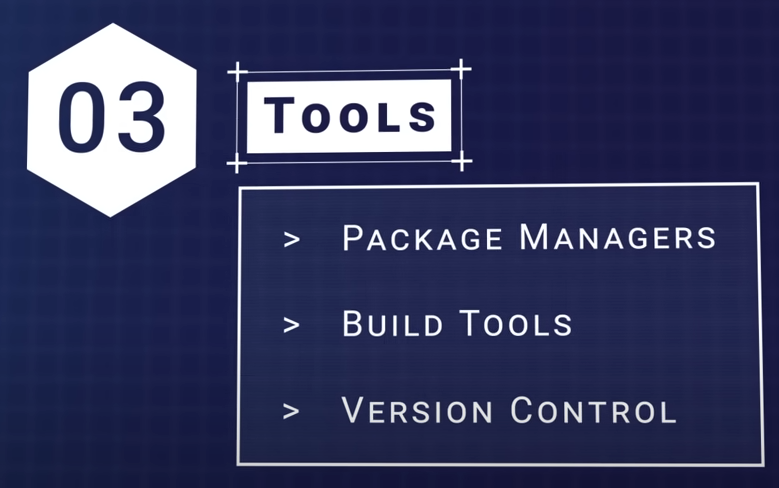 03
Tools
> Package Managers
> Build Tools
> Version Control